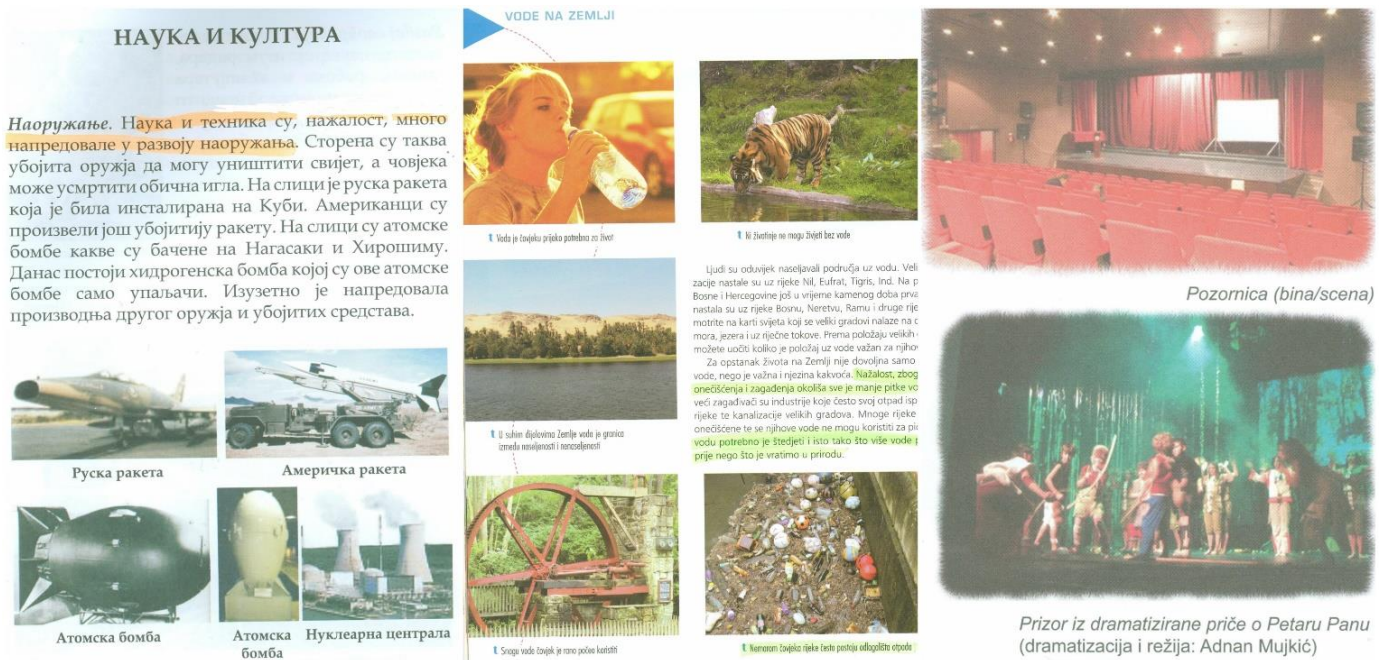 НАУКА И КУЛТУРА
Наоружање. Наука и техника су, нажалост, много
напредовале у развоју наоружања. Сторена су таква
убојита оружја да могу уништити свијет, а човјека
може усмртити обична игла. На слици је руска ракета
која је била инсталирана на Куби. Американци су
произвели још убојитију ракету. На слици су атомске
бомбе какве су бачене на Нагасаки и Хирошиму.
Данас постоји хидрогенска бомба којој су ове атомске
бомбе само упаљачи. Изузетно је напредовала
производња другог оружја и убојитих средстава.
Руска ракета
Америчка ракета
Атомска бомба
Атомска
бомба
Нуклеарна централа
VODE NA ZEMLJI
Voda je čovjeku prijeko potrebna za život
Ni životinje ne mogu živjeti bez vode
U suhim dijelovima Zemlje voda je granica
između naseljenosti i nenaseljenosti
Ljudi su oduvijek naseljavali područja uz vodu. Veli
zacije nastale su uz rijeke Nil, Eufrat, Tigris, Ind. Na p
Bosne i Hercegovine još u vrijeme kamenog doba prva
nastala su uz rijeke Bosnu, Neretvu, Ramu i druge rije
motrite na karti svijeta koji se veliki gradovi nalaze na o
mora, jezera i uz riječne tokove. Prema položaju velikih
možete uočiti koliko je položaj uz vode važan za njihov
Za opstanak života na Zemlji nije dovoljna samo
vode, nego je važna i njezina kakvoća. Nažalost, zbog
onečišćenja i zagađenja okoliša sve je manje pitke vo
veći zagađivači su industrije koje često svoj otpad isp
rijeke te kanalizacije velikih gradova. Mnoge rijeke
onečišćene te se njihove vode ne mogu koristiti za pić
vodu potrebno je štedjeti i isto tako što više vode p
prije nego što je vratimo u prirodu.
Snagu vode čovjek je rano počeo koristiti
Nemarom čovjeka rijeke često postaju odlagališta otpada
Pozornica (bina/scena)
Prizor iz dramatizirane priče o Petaru Panu
(dramatizacija i režija: Adnan Mujkić)